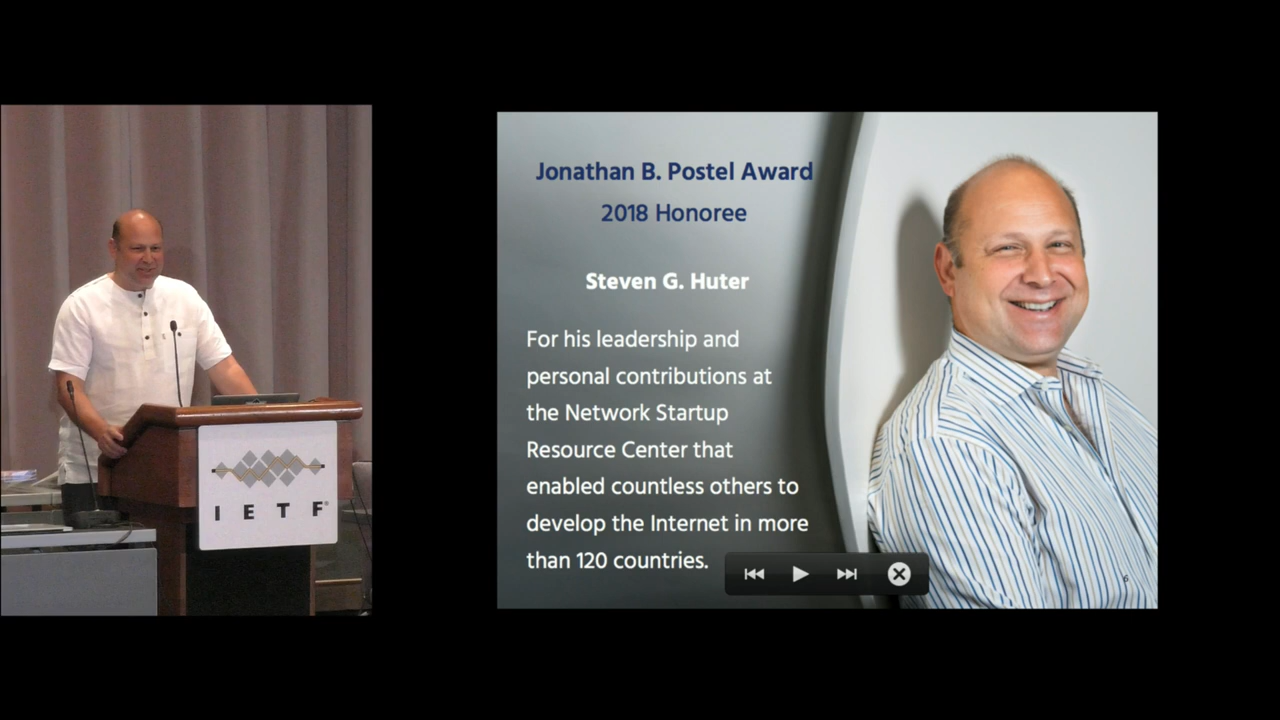 Jonathan B. Postel Award
2018 Honoree
Steven G. Huter
For his leadership and
personal contributions at
the Network Startup
Resource Center that
enabled countless others to
develop the Internet in more
than 120 countries.
6
IETF®